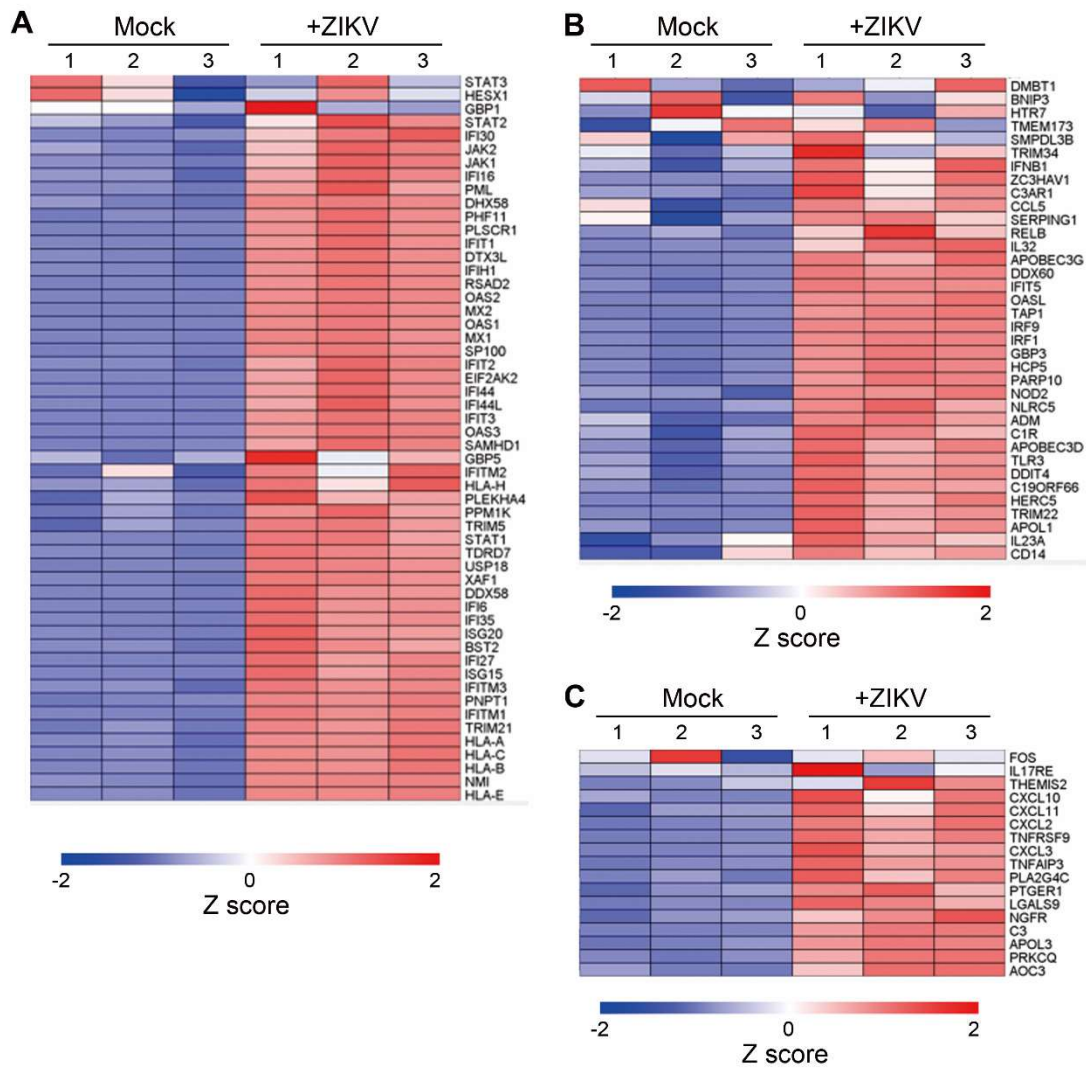 A
Mock
+ZIKV
1 2 3 1 2 3
STAT3
HESX1
GBP1
STAT2
IFI30
JAK2
JAK1
IFI16
PML
DHX58
PHF11
PLSCR1
IFIT1
DTX3L
IFIH1
RSAD2
OAS2
MX2
OAS1
MX1
SP100
IFIT2
EIF2AK2
IFI44
IFI44L
IFIT3
OAS3
SAMHD1
GBP5
IFITM2
HLA-H
PLEKHA4
PPM1K
TRIM5
STAT1
TDRD7
USP18
XAF1
DDX58
IFI6
IFI35
ISG20
BST2
IFI27
ISG15
IFITM3
PNPT1
IFITM1
TRIM21
HLA-A
HLA-C
HLA-B
NMI
HLA-E
-2 0 2
Z score
B
Mock
+ZIKV
1 2 3 1 2 3
DMBT1
BNIP3
HTR7
TMEM173
SMPDL3B
TRIM34
IFNB1
ZC3HAV1
C3AR1
CCL5
SERPING1
RELB
IL32
APOBEC3G
DDX60
IFIT5
OASL
TAP1
IRF9
IRF1
GBP3
HCP5
PARP10
NOD2
NLRC5
ADM
C1R
APOBEC3D
TLR3
DDIT4
C19ORF66
HERC5
TRIM22
APOL1
IL23A
CD14
-2 0 2
Z score
C
Mock
+ZIKV
1 2 3 1 2 3
FOS
IL17RE
THEMIS2
CXCL10
CXCL11
CXCL2
TNFRSF9
CXCL3
TNFAIP3
PLA2G4C
PTGER1
LGALS9
NGFR
C3
APOL3
PRKCQ
AOC3
-2 0 2
Z score